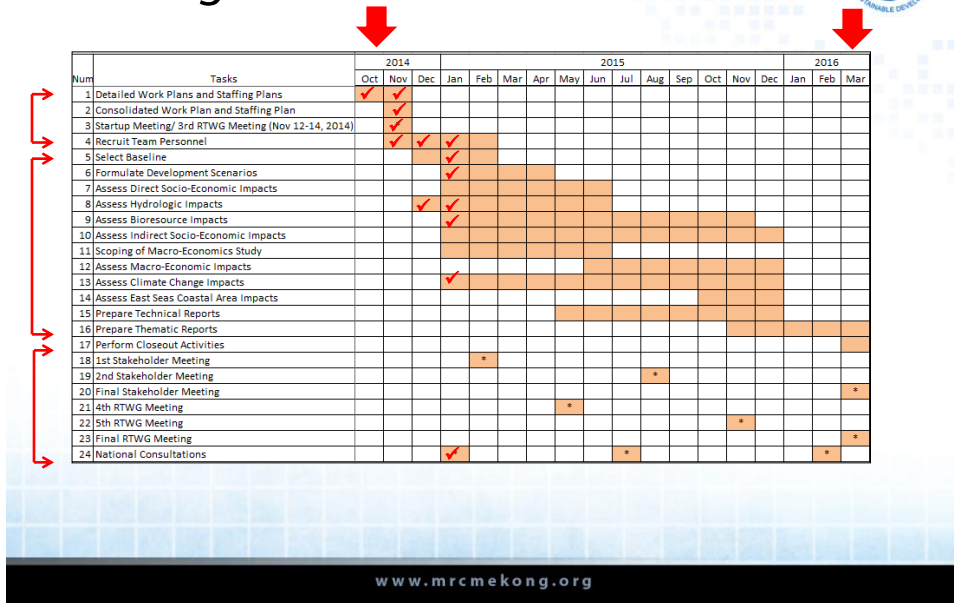 2014 2015 2016
Num Tasks Oct Nov Dec Jan Feb Mar Apr May Jun Jul Aug Sep Oct Nov Dec Jan Feb Mar
1 Detailed Work Plans and Staffing Plans ✓ ✓
2 Consolidated Work Plan and Staffing Plan ✓
3 Startup Meeting/ 3rd RTWG Meeting (Nov 12-14, 2014) ✓
4 Recruit Team Personnel ✓ ✓ ✓
5 Select Baseline ✓
6 Formulate Development Scenarios ✓
7 Assess Direct Socio-Economic Impacts
8 Assess Hydrologic Impacts ✓ ✓
9 Assess Bioresource Impacts ✓
10 Assess Indirect Socio-Economic Impacts
11 Scoping of Macro-Economics Study
12 Assess Macro-Economic Impacts
13 Assess Climate Change Impacts ✓
14 Assess East Seas Coastal Area Impacts
15 Prepare Technical Reports
16 Prepare Thematic Reports
17 Perform Closeout Activities
18 1st Stakeholder Meeting *
19 2nd Stakeholder Meeting *
20 Final Stakeholder Meeting *
21 4th RTWG Meeting *
22 5th RTWG Meeting *
23 Final RTWG Meeting *
24 National Consultations ✓ * *
www.mrcmekong.org